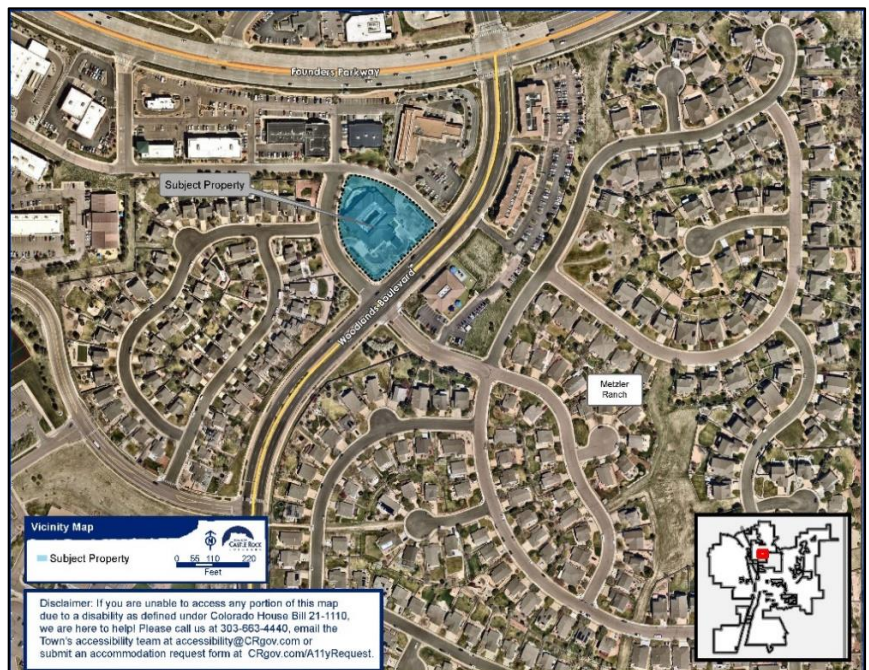 Founders Parkway
Subject Property
Woodlands Boulevard
Metzler
Ranch
Vicinity Map
CASTLE ROCK
Subject Property
0 55 110 220
Feet
Disclaimer: If you are unable to access any portion of this map
due to a disability as defined under Colorado House Bill 21-1110,
we are here to help! Please call us at 303-663-4440, email the
Town's accessibility team at accessibility@CRgov.com or
submit an accommodation request form at CRgov.com/A11yRequest.